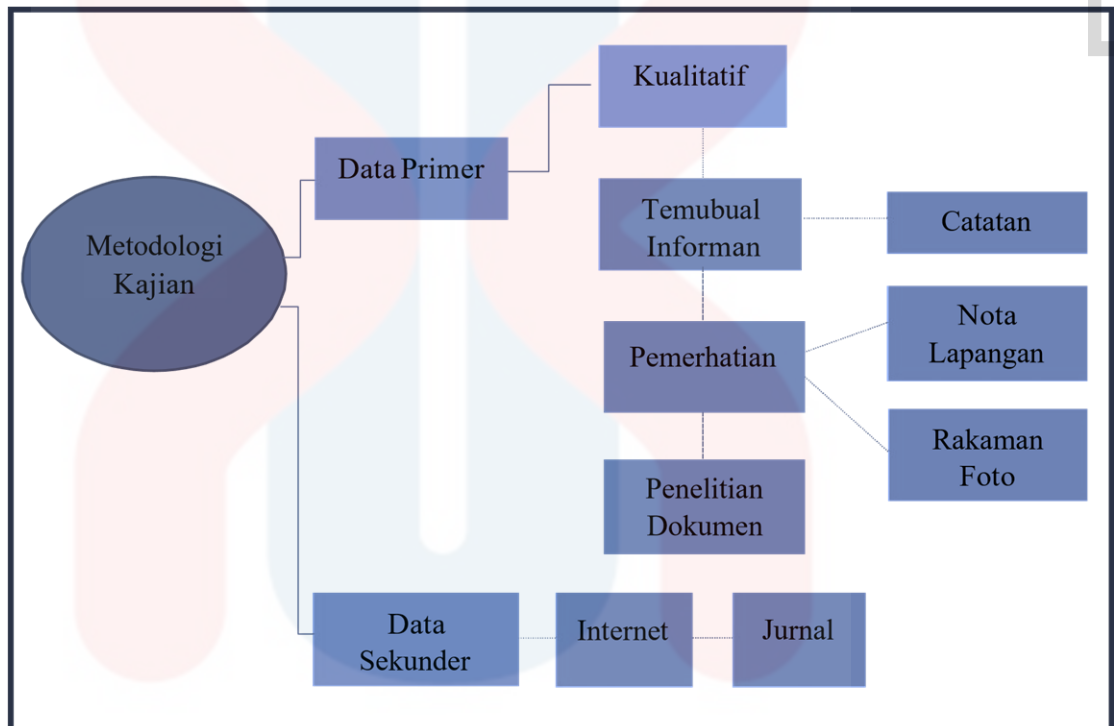 Metodologi
Kajian
Data Primer
Kualitatif
Temubual
Informan
Catatan
Pemerhatian
Nota
Lapangan
Rakaman
Foto
Penelitian
Dokumen
Data
Sekunder
Internet
Jurnal